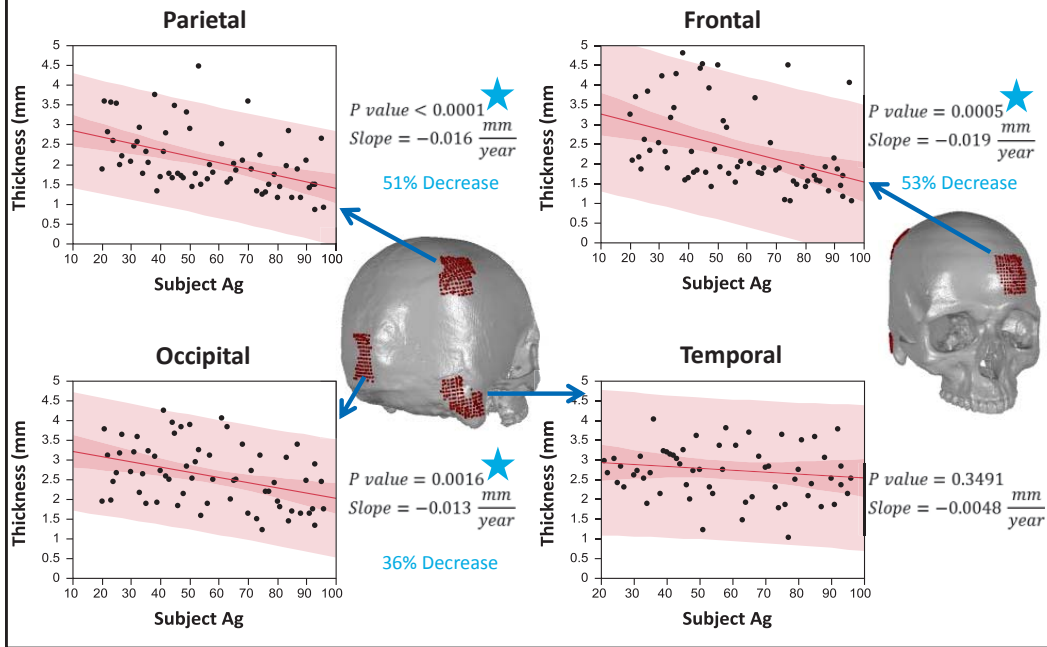 Parietal
Thickness (mm
5
4.5
4
3.5
3
2.5
2
1.5
1
0.5
0
10 20 30 40 50 60 70 80 90 100
Subject Ag
P value < 0.0001
Slope = −0.016 mm/year
51% Decrease
Frontal
Thickness (mm
5
4.5
4
3.5
3
2.5
2
1.5
1
0.5
0
10 20 30 40 50 60 70 80 90 100
Subject Ag
P value = 0.0005
Slope = −0.019 mm/year
53% Decrease
Occipital
Thickness (mm
5
4.5
4
3.5
3
2.5
2
1.5
1
0.5
0
10 20 30 40 50 60 70 80 90 100
Subject Ag
P value = 0.0016
Slope = −0.013 mm/year
36% Decrease
Temporal
Thickness (mm
5
4.5
4
3.5
3
2.5
2
1.5
1
0.5
0
20 30 40 50 60 70 80 90 100
Subject Ag
P value = 0.3491
Slope = −0.0048 mm/year